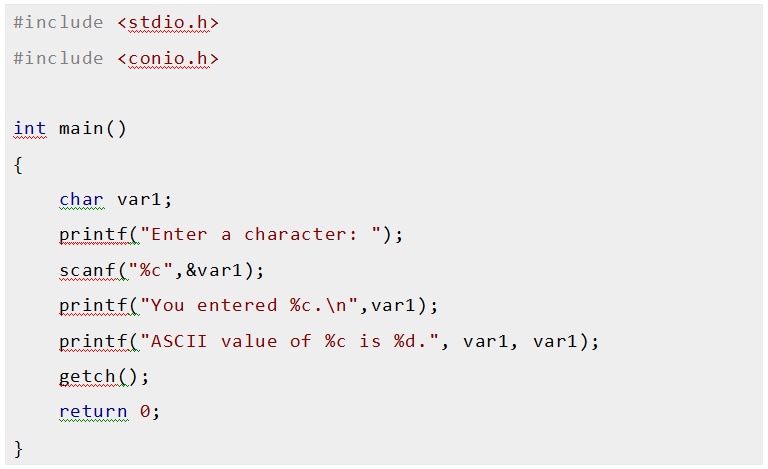 #include <stdio.h>
#include <conio.h>
int main()
{
char var1;
printf("Enter a character: ");
scanf("%c",&var1);
printf("You entered %c.\n",var1);
printf("ASCII value of %c is %d.", var1, var1);
getch();
return 0;
}